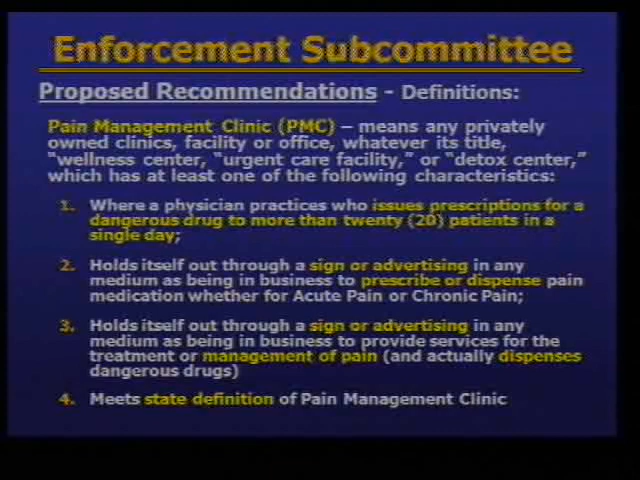 Enforcement Subcommittee
Proposed Recommendations - Definitions:
Pain Management Clinic (PMC) – means any privately
owned clinics, facility or office, whatever its title,
"wellness center, "urgent care facility," or "detox center,"
which has at least one of the following characteristics:
1. Where a physician practices who issues prescriptions for a
dangerous drug to more than twenty (20) patients in a
single day;
2. Holds itself out through a sign or advertising in any
medium as being in business to prescribe or dispense pain
medication whether for Acute Pain or Chronic Pain;
3. Holds itself out through a sign or advertising in any
medium as being in business to provide services for the
treatment or management of pain (and actually dispenses
dangerous drugs)
4. Meets state definition of Pain Management Clinic